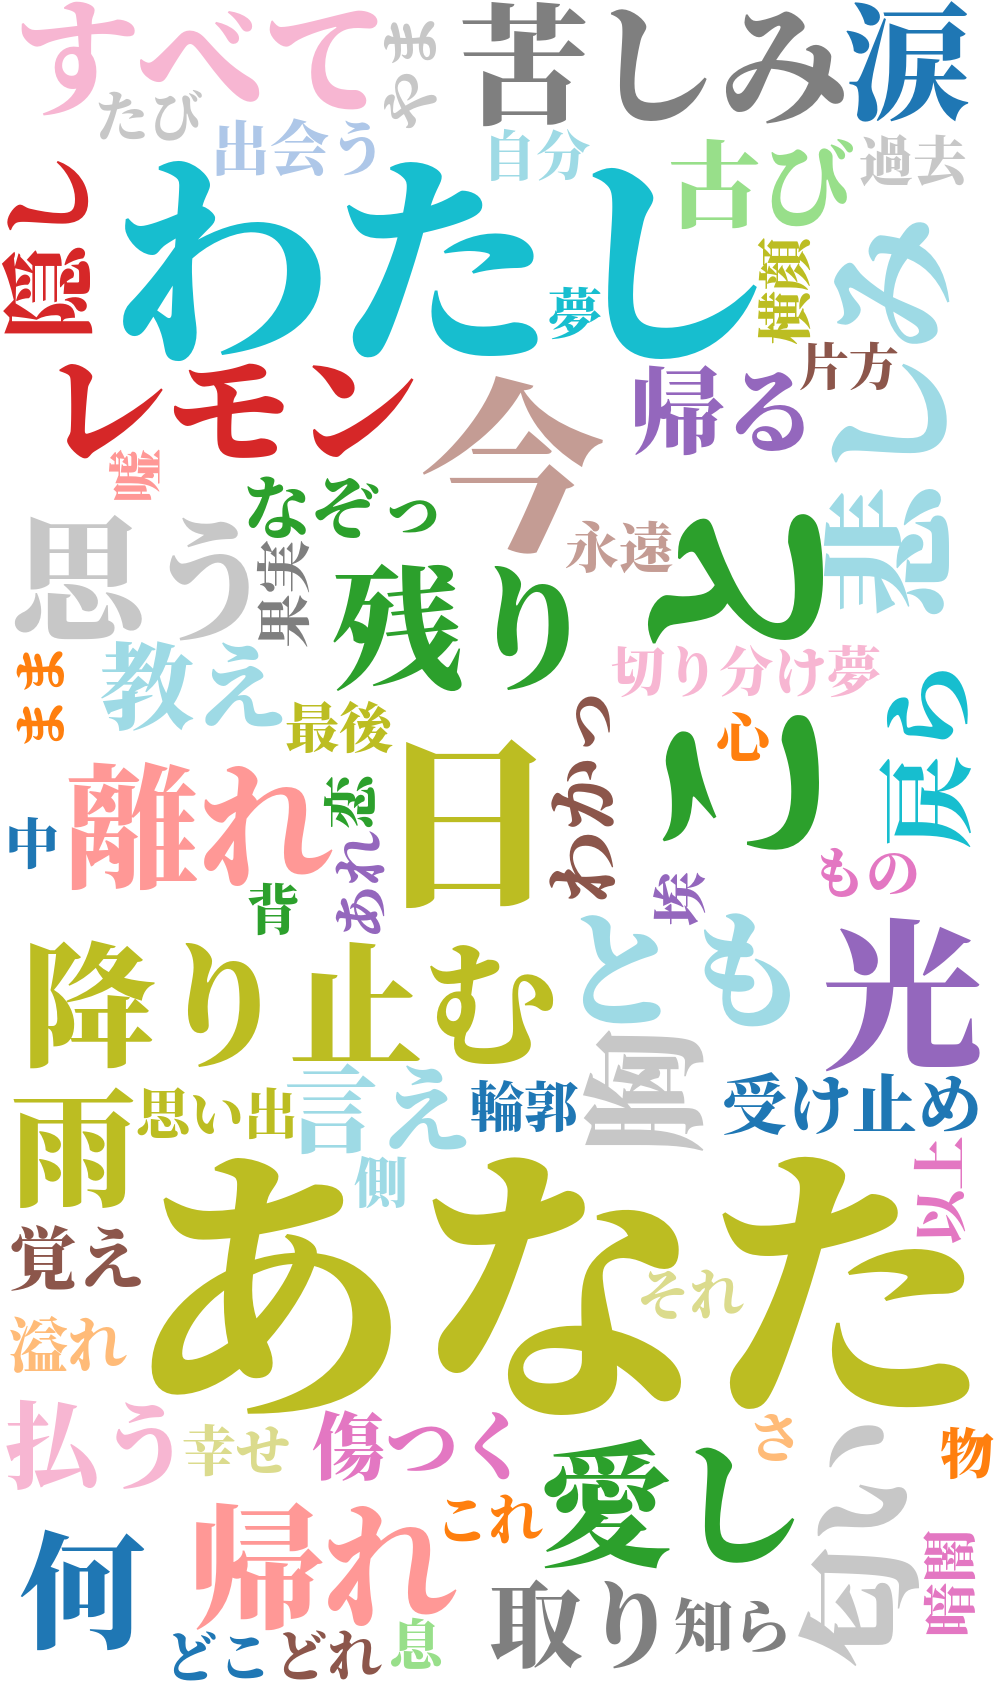 すべて
やま
苦しみ
涙
たび
出会う
自分
古び
過去
隠し
わたし
夢
横顔
悲しみ
片方
レモン
今
帰る
嘘
なぞっ
永遠
思う
果実
残り
とこ
切り分け夢
まま
教え
最後
心
戻ら
離れ
恋
日
わかっ
中
あれ
背
埃
もの
降り止む
とも
光
胸
雨
思い出
言え
輪郭
受け止め
側
以上
覚え
あなた
それ
溢れ
払う
幸せ
傷つく
さ
物
愛し
匂い
これ
帰れ
何
暗闇
取り
知ら
どこ
どれ
息